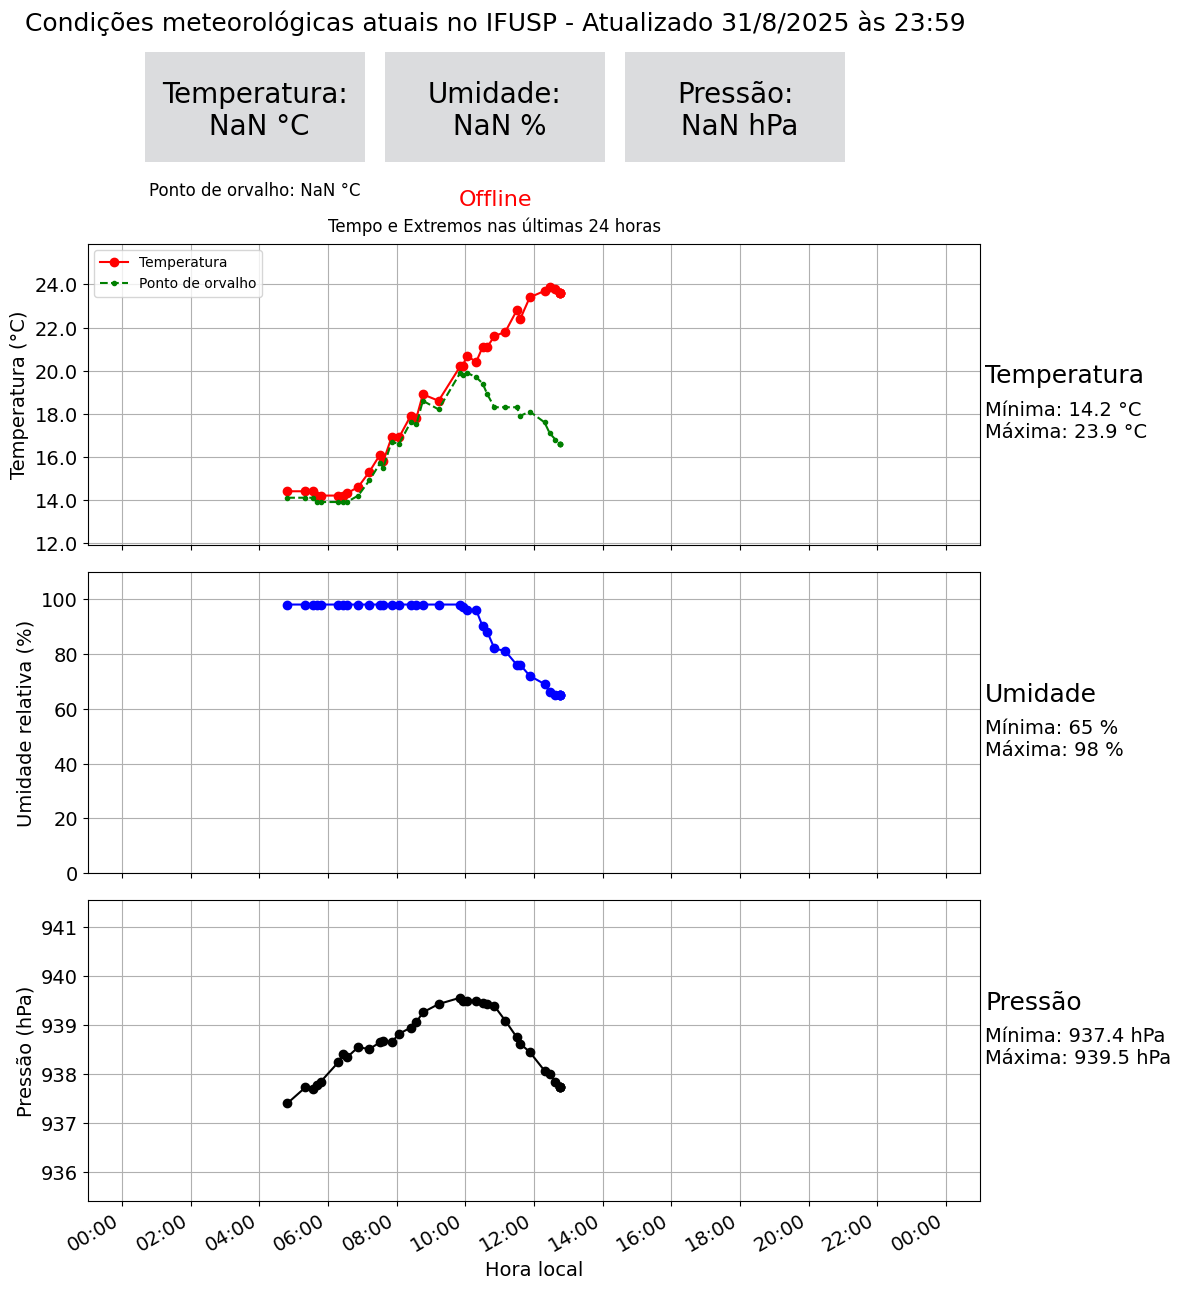 Condições meteorológicas atuais no IFUSP - Atualizado 31/8/2025 às 23:59
Temperatura:
NaN °C
Umidade:
NaN %
Pressão:
NaN hPa
Ponto de orvalho: NaN °C
Offline
Tempo e Extremos nas últimas 24 horas
Temperatura
Ponto de orvalho
Temperatura (°C)
24.0
22.0
20.0
18.0
16.0
14.0
12.0
Temperatura
Mínima: 14.2 °C
Máxima: 23.9 °C
Umidade relativa (%)
100
80
60
40
20
0
Umidade
Mínima: 65 %
Máxima: 98 %
Pressão (hPa)
941
940
939
938
937
936
Pressão
Mínima: 937.4 hPa
Máxima: 939.5 hPa
00:00
02:00
04:00
06:00
08:00
10:00
12:00
14:00
16:00
18:00
20:00
22:00
00:00
Hora local